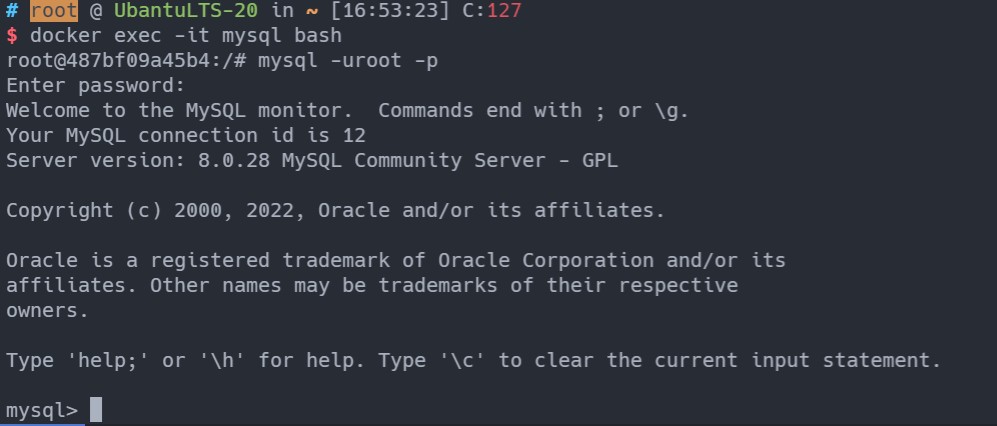 # root @ UbantuLTS-20 in ~ [16:53:23] C:127
$ docker exec -it mysql bash
root@487bf09a45b4:/# mysql -uroot -p
Enter password:
Welcome to the MySQL monitor.  Commands end with ; or \g.
Your MySQL connection id is 12
Server version: 8.0.28 MySQL Community Server - GPL

Copyright (c) 2000, 2022, Oracle and/or its affiliates.

Oracle is a registered trademark of Oracle Corporation and/or its
affiliates. Other names may be trademarks of their respective
owners.

Type 'help;' or '\h' for help. Type '\c' to clear the current input statement.

mysql>